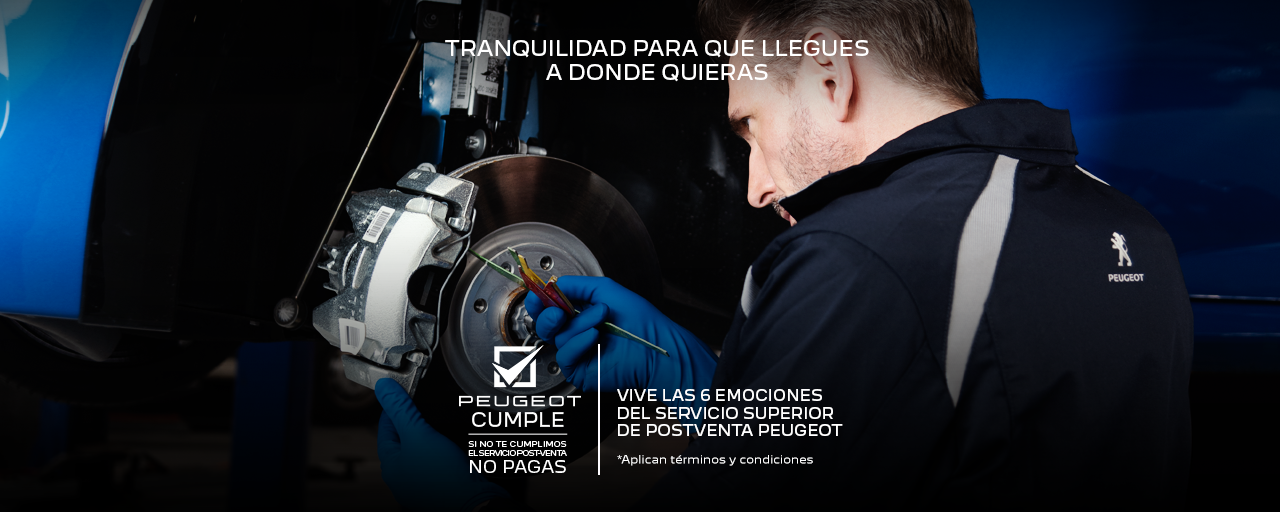 TRANQUILIDAD PARA QUE LLEGUES
A DONDE QUIERAS
PEUGEOT
PEUGEOT
CUMPLE
SI NO TE CUMPLIMOS
EL SERVICIO POST-VENTA
NO PAGAS
VIVE LAS 6 EMOCIONES
DEL SERVICIO SUPERIOR
DE POSTVENTA PEUGEOT
*Aplican términos y condiciones